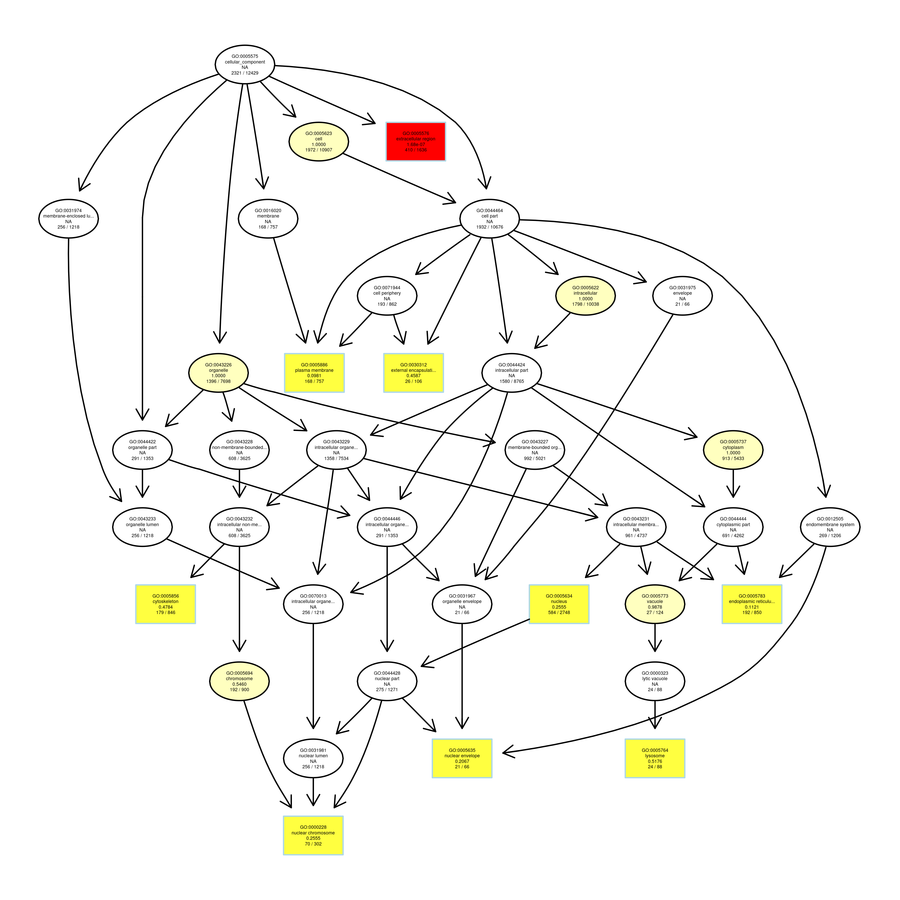 GO:0005575
cellular_component
NA
2321 / 12429
GO:0005623
cell
1.0000
1972 / 10907
GO:0031974
membrane-enclosed lu...
NA
256 / 1218
GO:0016020
membrane
NA
168 / 757
GO:0044464
cell part
NA
1932 / 10676
GO:0071944
cell periphery
NA
193 / 862
GO:0005622
intracellular
1.0000
1798 / 10038
GO:0031975
envelope
NA
21 / 66
GO:0043226
organelle
1.0000
1396 / 7698
GO:0005886
plasma membrane
0.0981
168 / 757
GO:0030312
external encapsulati...
0.4587
26 / 106
GO:0044424
intracellular part
NA
1580 / 8765
GO:0044422
organelle part
NA
291 / 1353
GO:0043228
non-membrane-bounded...
NA
608 / 3625
GO:0043229
intracellular organe...
NA
1358 / 7534
GO:0043227
membrane-bounded org...
NA
992 / 5021
GO:0005737
cytoplasm
1.0000
913 / 5433
GO:0043233
organelle lumen
NA
256 / 1218
GO:0043232
intracellular non-me...
NA
608 / 3625
GO:0044446
intracellular organe...
NA
291 / 1353
GO:0043231
intracellular membra...
NA
961 / 4737
GO:0044444
cytoplasmic part
NA
691 / 4262
GO:0012505
endomembrane system
NA
269 / 1206
GO:0005856
cytoskeleton
0.4784
179 / 846
GO:0070013
intracellular organe...
NA
256 / 1218
GO:0031967
organelle envelope
NA
21 / 66
GO:0005634
nucleus
0.2555
584 / 2748
GO:0005773
vacuole
0.9878
27 / 124
GO:0005783
endoplasmic reticulu...
0.1121
192 / 850
GO:0005694
chromosome
0.5460
192 / 900
GO:0044428
nuclear part
NA
275 / 1271
GO:0000323
lytic vacuole
NA
24 / 88
GO:0031981
nuclear lumen
NA
256 / 1218
GO:0005635
nuclear envelope
0.2067
21 / 66
GO:0005764
lysosome
0.5176
24 / 88
GO:0000228
nuclear chromosome
0.2555
70 / 302